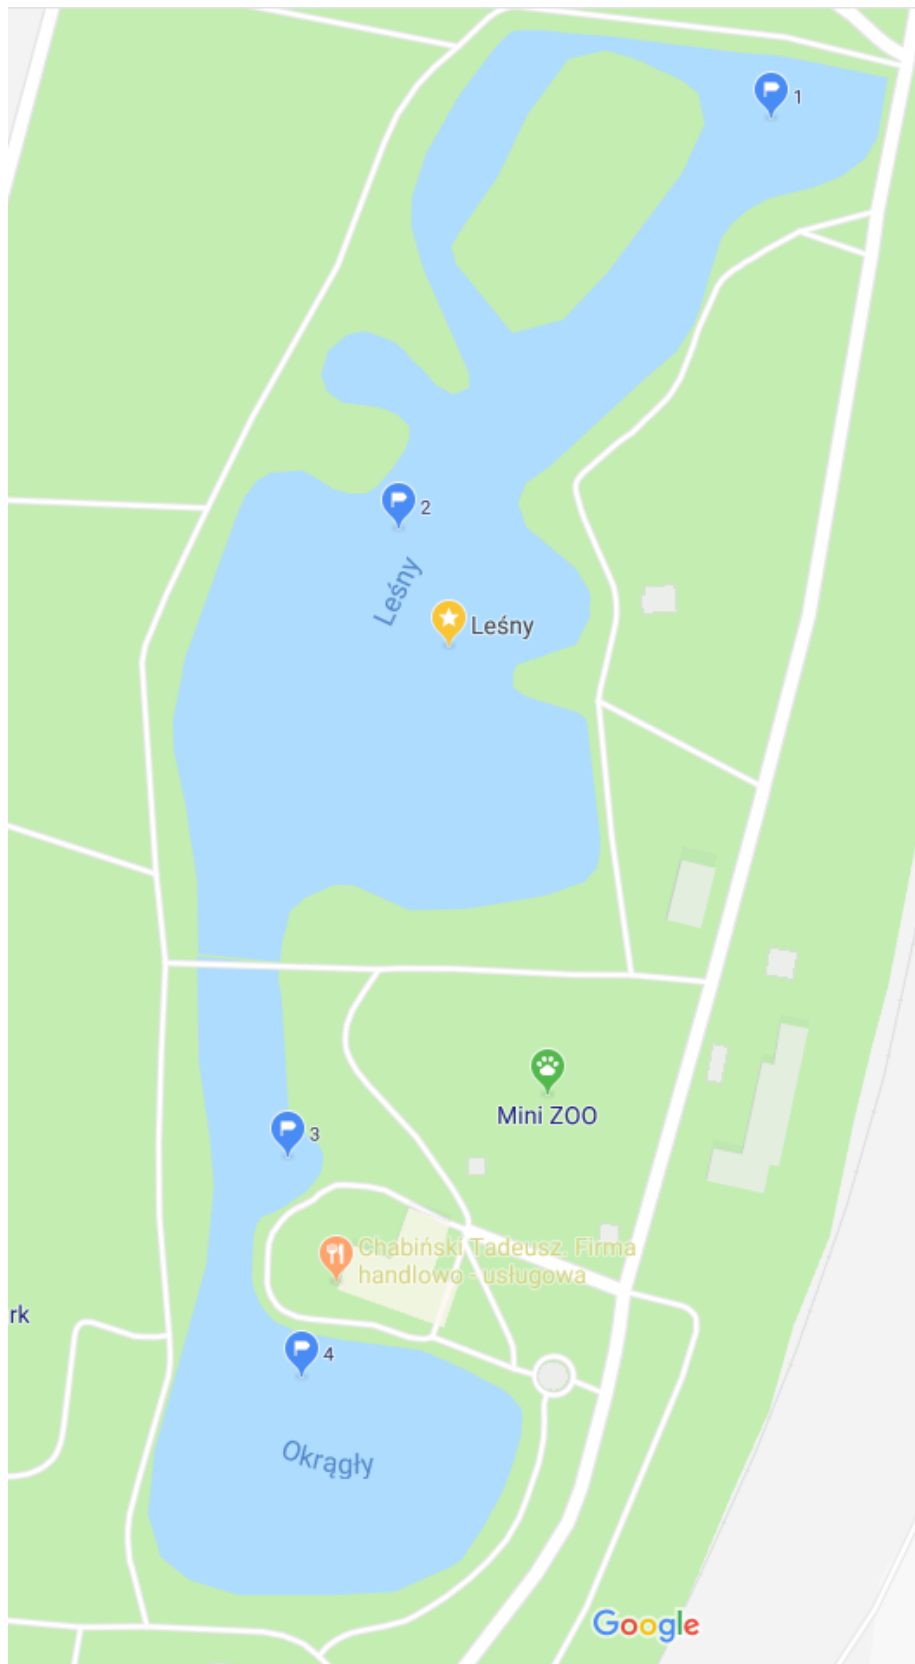 1
2
Leśny
Leśny
3
Mini ZOO
Chabiński Tadeusz. Firma
handlowo - usługowa
rk
4
Okrągły
Google